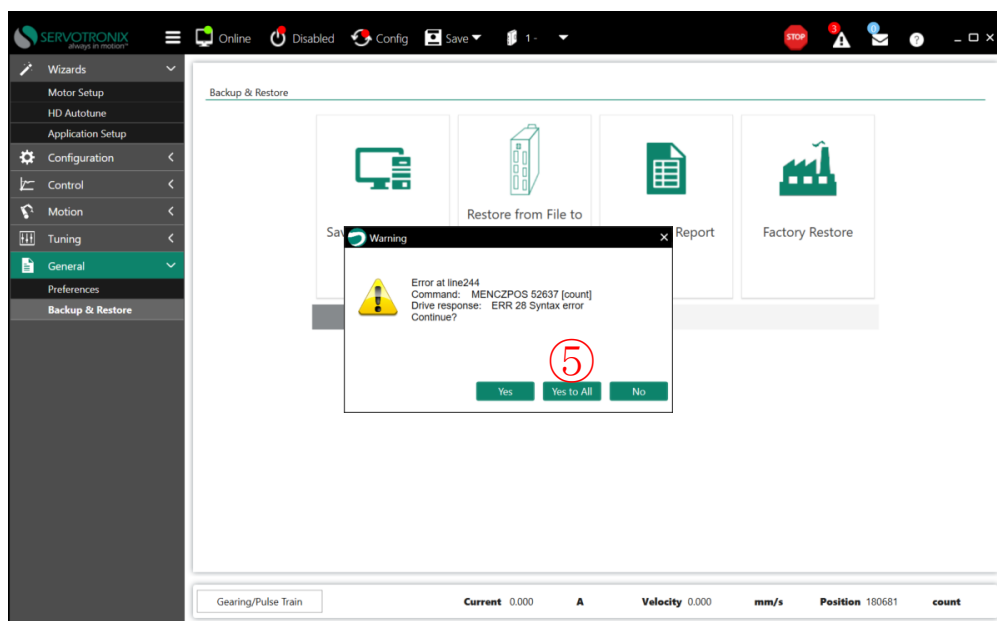 SERVOTRONIX
always in motion™
Online Disabled Config Save 1 - STOP 3 0 ?
Wizards
Motor Setup
HD Autotune
Application Setup
Configuration
Control
Motion
Tuning
General
Preferences
Backup & Restore
Backup & Restore
Restore from File to
Sav
Report
Factory Restore
Warning
Error at line244
Command: MENCZPOS 52637 [count]
Drive response: ERR 28 Syntax error
Continue?
⑤
Yes Yes to All No
Gearing/Pulse Train Current 0.000 A Velocity 0.000 mm/s Position 180681 count